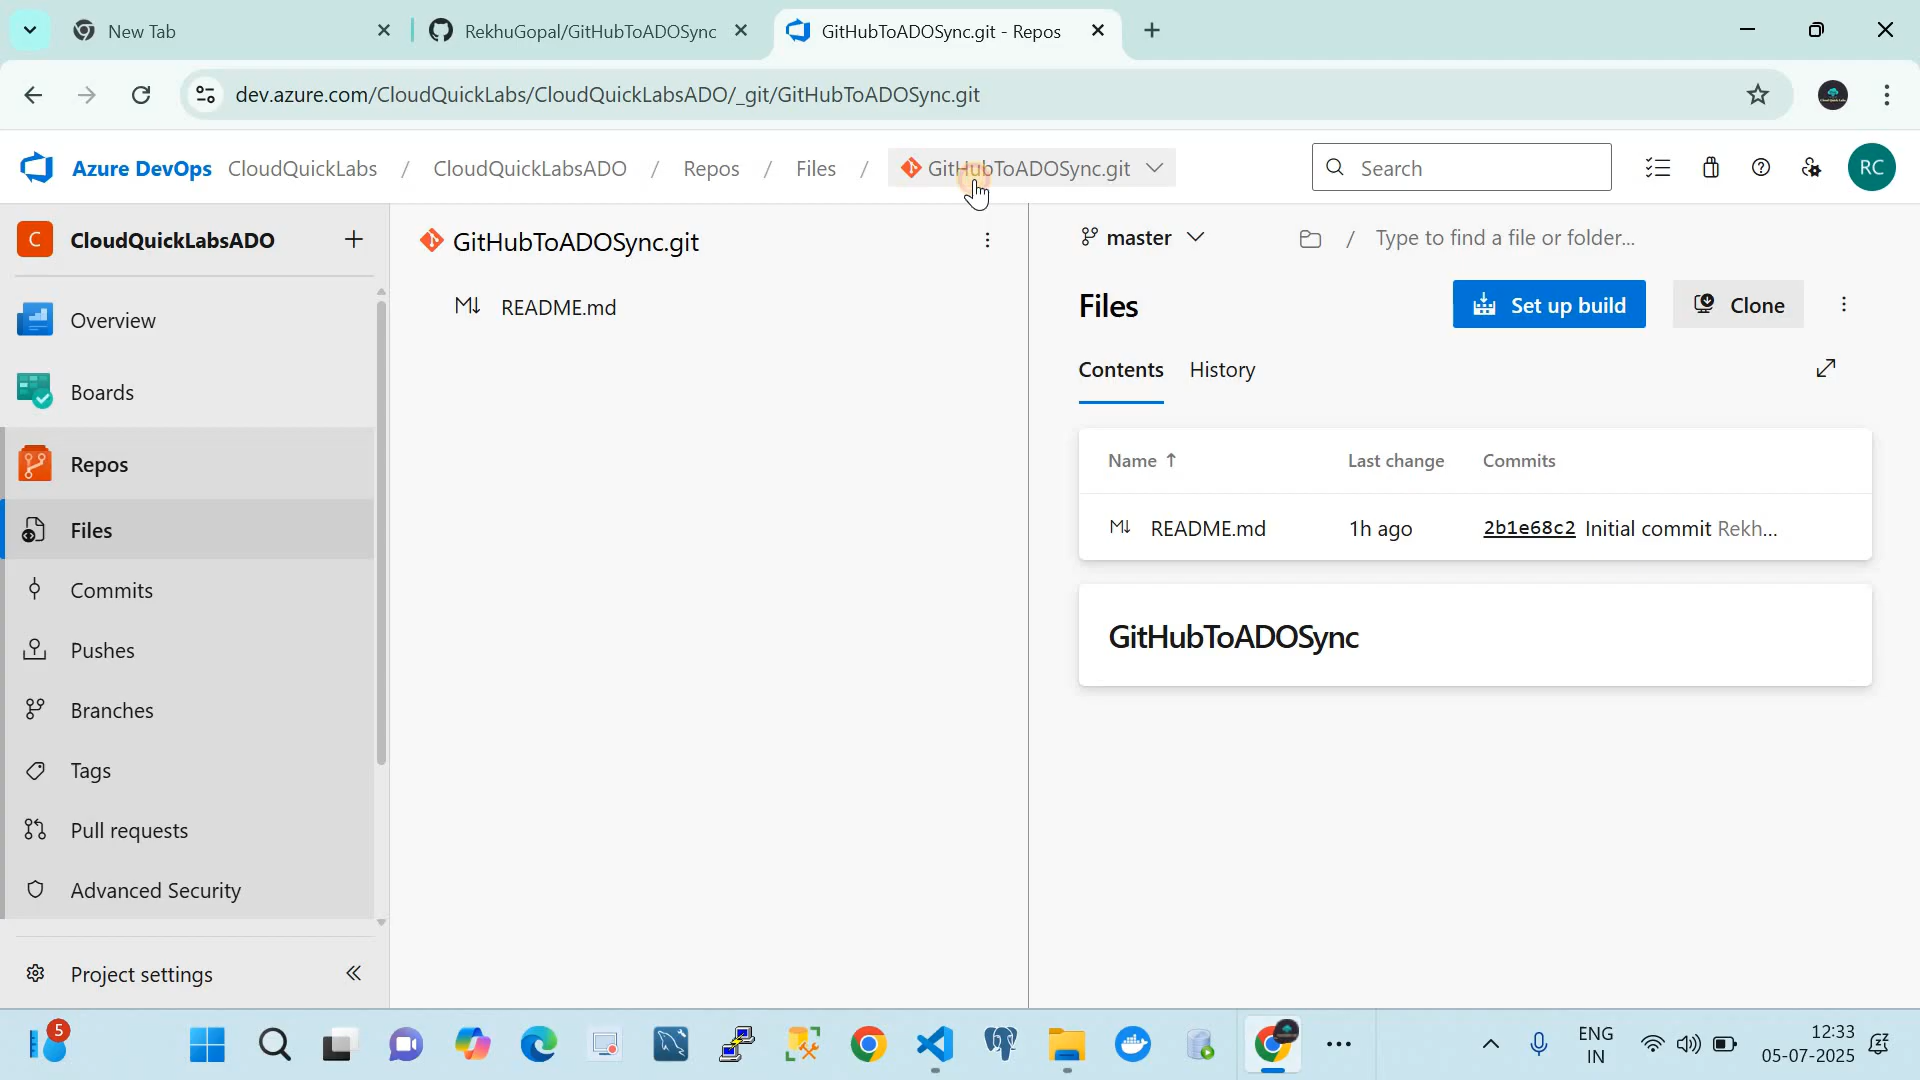 New Tab
RekhuGopal/GitHubToADOSync
GitHubToADOSync.git - Repos
dev.azure.com/CloudQuickLabs/CloudQuickLabsADO/_git/GitHubToADOSync.git
Azure DevOps CloudQuickLabs / CloudQuickLabsADO / Repos / Files / GitHubToADOSync.git
Search
RC
C CloudQuickLabsADO
Overview
Boards
Repos
Files
Commits
Pushes
Branches
Tags
Pull requests
Advanced Security
Project settings
GitHubToADOSync.git
README.md
master
/ Type to find a file or folder...
Files
Set up build
Clone
Contents History
Name Last change Commits
README.md 1h ago 2b1e68c2 Initial commit Rekh...
GitHubToADOSync
5
ENG
IN
12:33
05-07-2025